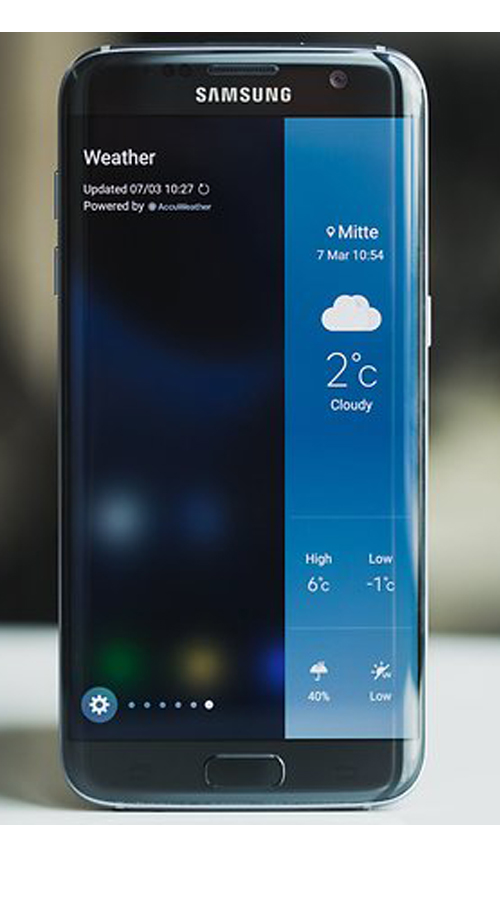 SAMSUNG
Weather
Updated 07/03 10:27
Powered by AccuWeather
Mitte
7 Mar 10:54
2°c
Cloudy
High Low
6°c -1°c
40% Low